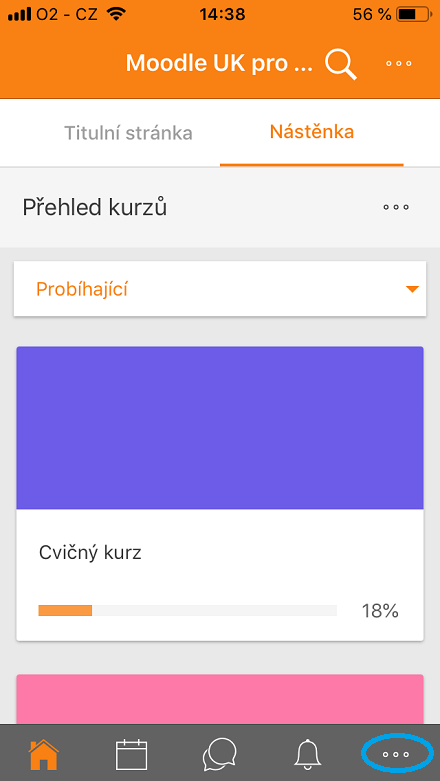 O2 - CZ 14:38 56 %
Moodle UK pro ...
Titulní stránka Nástěnka
Přehled kurzů
Probíhající
Cvičný kurz
18%